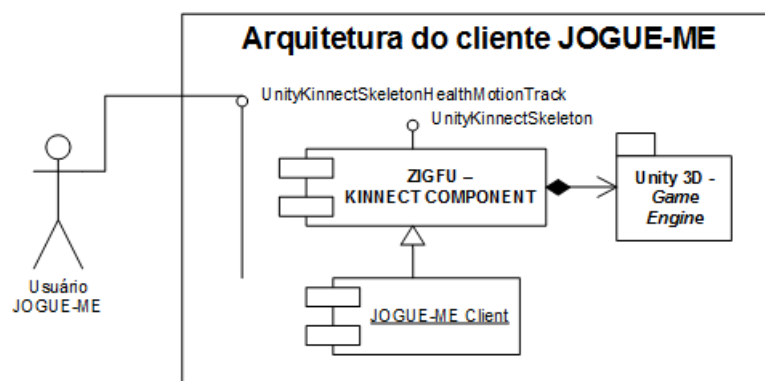 Arquitetura do cliente JOGUE-ME
UnityKinnectSkeletonHealthMotionTrack
UnityKinnectSkeleton
ZIGFU –
KINNECT COMPONENT
Unity 3D -
Game
Engine
Usuário
JOGUE-ME
JOGUE-ME Client